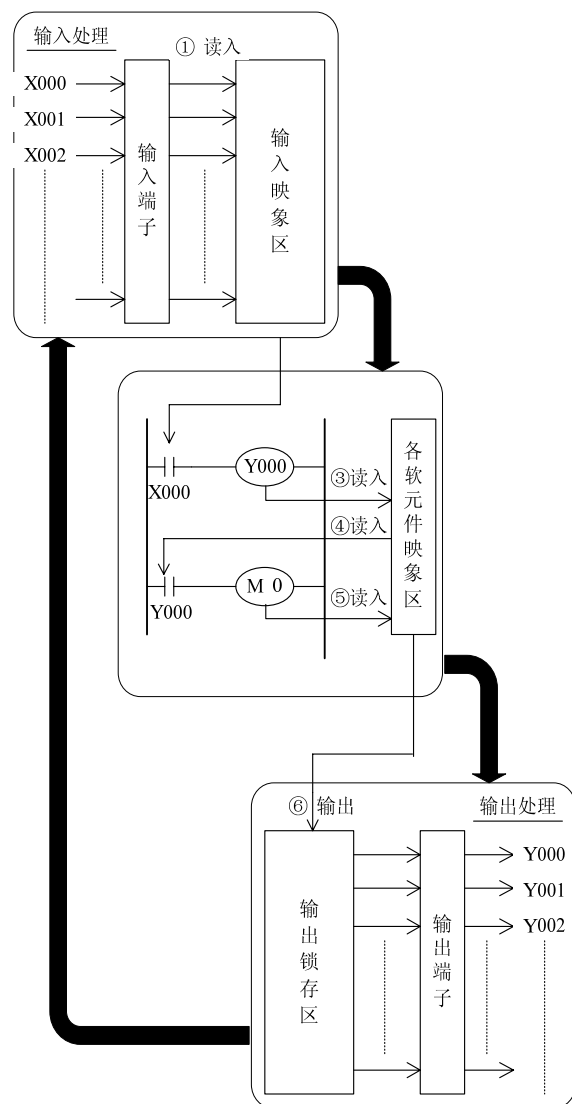 输入处理
① 读入
X000
X001
X002
输入端子
输入映象区
X000
Y000
③读入
④读入
Y000
M 0
⑤读入
各软元件映象区
⑥ 输出
输出处理
输出锁存区
输出端子
Y000
Y001
Y002